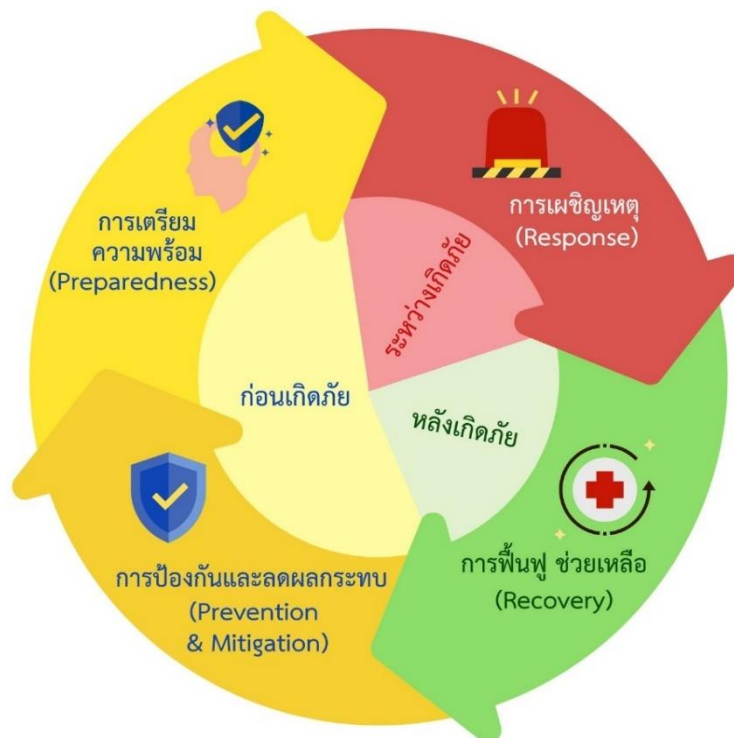 การเตรียม
ความพร้อม
(Preparedness)
การเผชิญเหตุ
(Response)
ระหว่างเกิดภัย
ก่อนเกิดภัย
หลังเกิดภัย
การป้องกันและลดผลกระทบ
(Prevention
& Mitigation)
การฟื้นฟู ช่วยเหลือ
(Recovery)